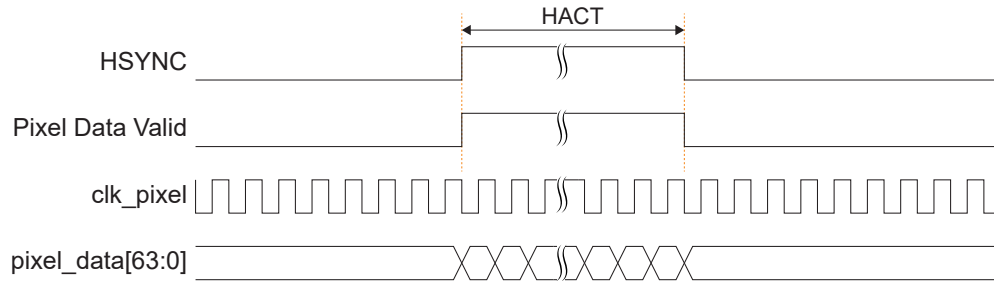 HACT
HSYNC
Pixel Data Valid
clk_pixel
pixel_data[63:0]